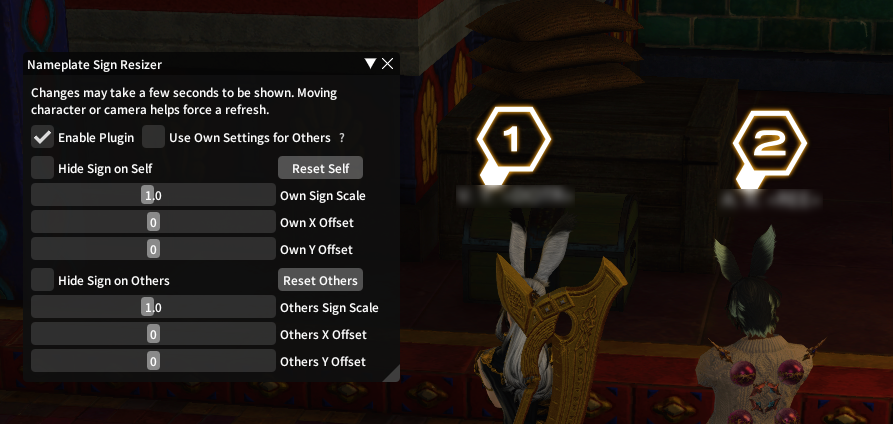 Nameplate Sign Resizer
Changes may take a few seconds to be shown. Moving
character or camera helps force a refresh.
Enable Plugin Use Own Settings for Others ?
Hide Sign on Self Reset Self
1.0 Own Sign Scale
0 Own X Offset
0 Own Y Offset
Hide Sign on Others Reset Others
1.0 Others Sign Scale
0 Others X Offset
0 Others Y Offset
1
2